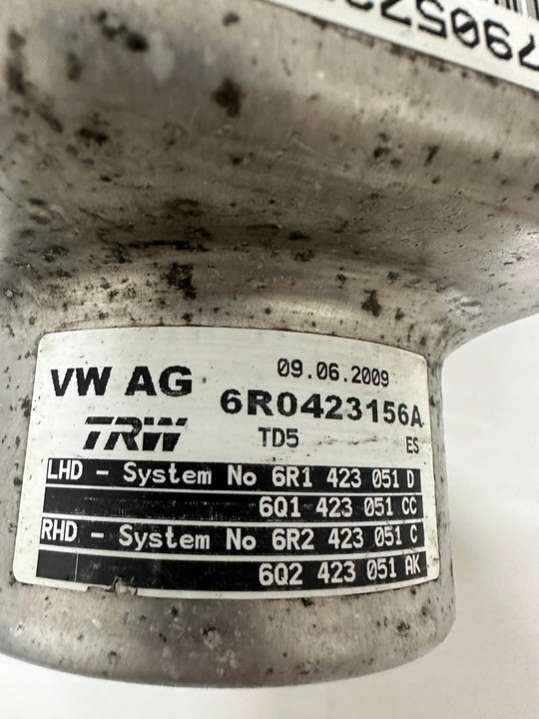 790573
VW AG
09.06.2009
6R0423156A
TRW
TD5
ES
LHD - System No 6R1 423 051 D
6Q1 423 051 CC
RHD - System No 6R2 423 051 C
6Q2 423 051 AK